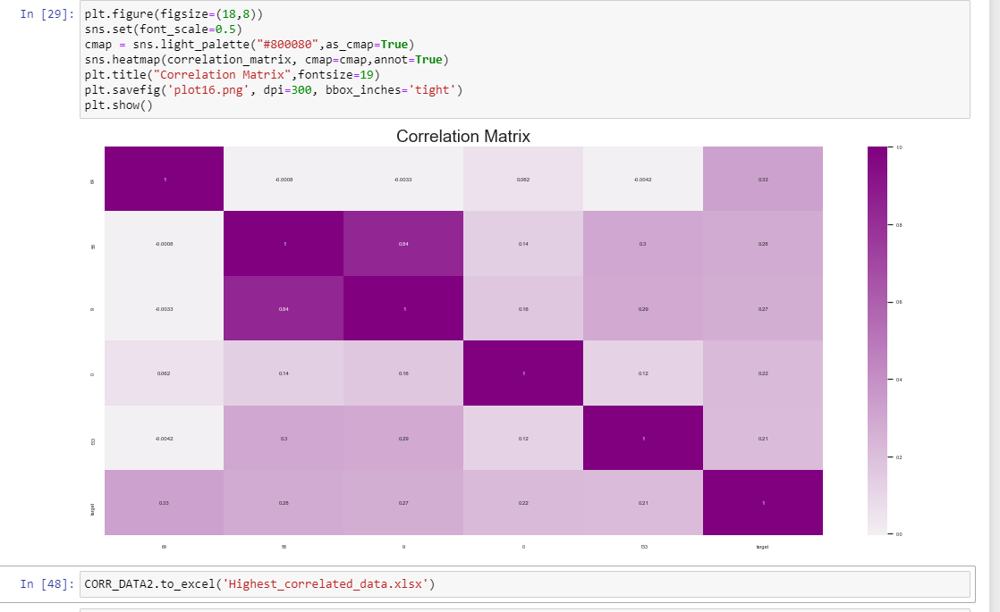 In [29]: plt.figure(figsize=(18,8))
sns.set(font_scale=0.5)
cmap = sns.light_palette("#800080",as_cmap=True)
sns.heatmap(correlation_matrix, cmap=cmap,annot=True)
plt.title("Correlation Matrix",fontsize=19)
plt.savefig('plot16.png', dpi=300, bbox_inches='tight')
plt.show()
Correlation Matrix
1 -0.0008 -0.0033 0.062 -0.0042 0.33
-0.0008 1 0.84 0.14 0.3 0.28
9 -0.0033 0.84 1 0.16 0.29 0.27
0 0.062 0.14 0.16 1 0.12 0.22
133 -0.0042 0.3 0.29 0.12 1 0.21
target 0.33 0.28 0.27 0.22 0.21 1
9 0 133 target
1.0
0.8
0.6
0.4
0.2
0.0
In [48]: CORR_DATA2.to_excel('Highest_correlated_data.xlsx')